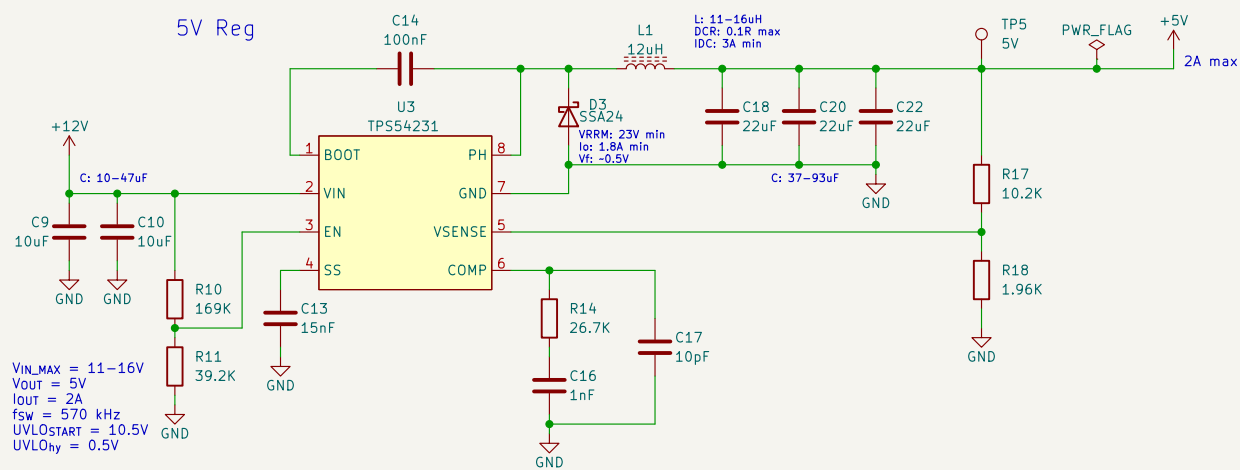 5V Reg
C14
100nF
L1
12uH
L: 11-16uH
DCR: 0.1R max
IDC: 3A min
TP5
5V
PWR_FLAG
+5V
2A max
+12V
C: 10-47uF
C9
10uF
C10
10uF
GND
GND
R10
169K
R11
39.2K
GND
U3
TPS54231
1 BOOT
2 VIN
3 EN
4 SS
PH 8
GND 7
VSENSE 5
COMP 6
C13
15nF
GND
D3
SSA24
VRRM: 23V min
Io: 1.8A min
Vf: ~0.5V
C18
22uF
C20
22uF
C22
22uF
C: 37-93uF
GND
R17
10.2K
R18
1.96K
GND
R14
26.7K
C16
1nF
C17
10pF
GND
VIN_MAX = 11-16V
VOUT = 5V
IOUT = 2A
fsw = 570 kHz
UVLOSTART = 10.5V
UVLOhy = 0.5V